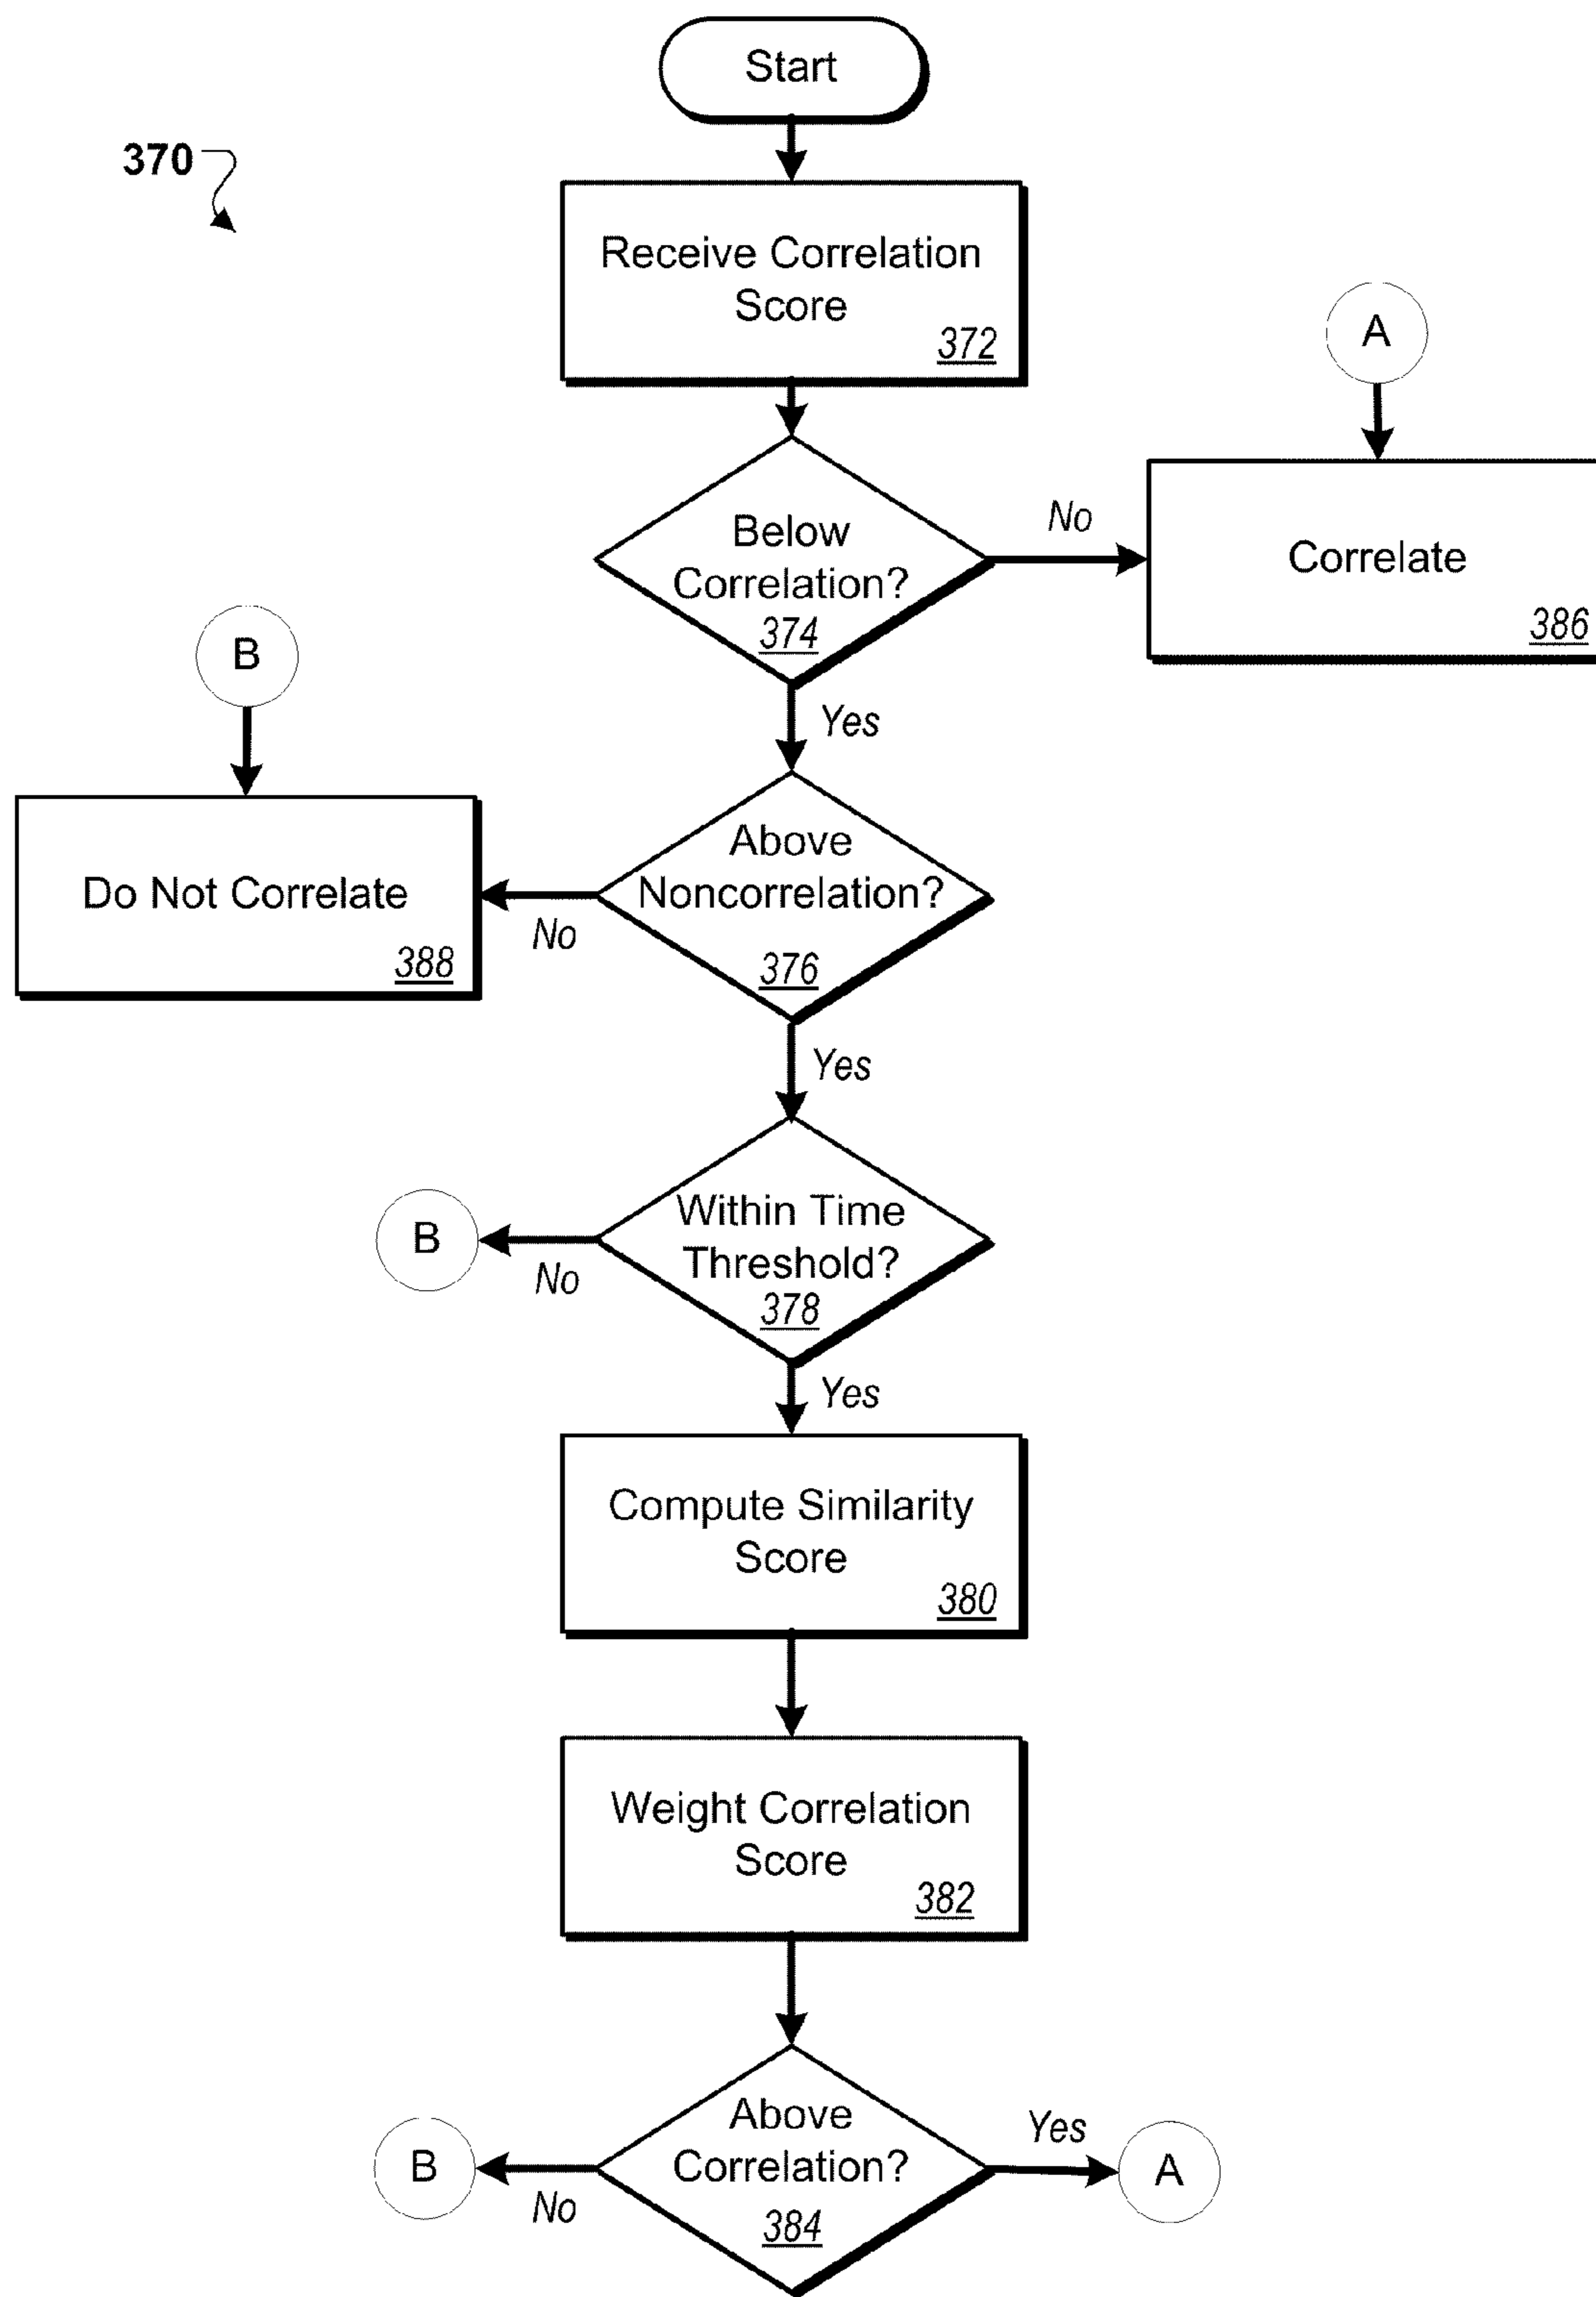 Start
370
Receive Correlation
Score
372
A
Below
Correlation?
374
No
Correlate
386
B
Yes
Above
Noncorrelation?
376
No
Do Not Correlate
388
Yes
Within Time
Threshold?
378
B
No
Yes
Compute Similarity
Score
380
Weight Correlation
Score
382
Above
Correlation?
384
B
No
Yes
A